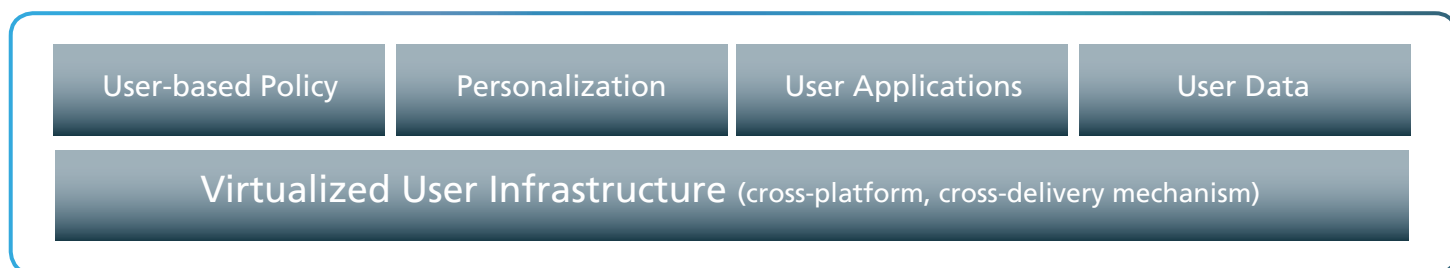 User-based Policy
Personalization
User Applications
User Data
Virtualized User Infrastructure (cross-platform, cross-delivery mechanism)